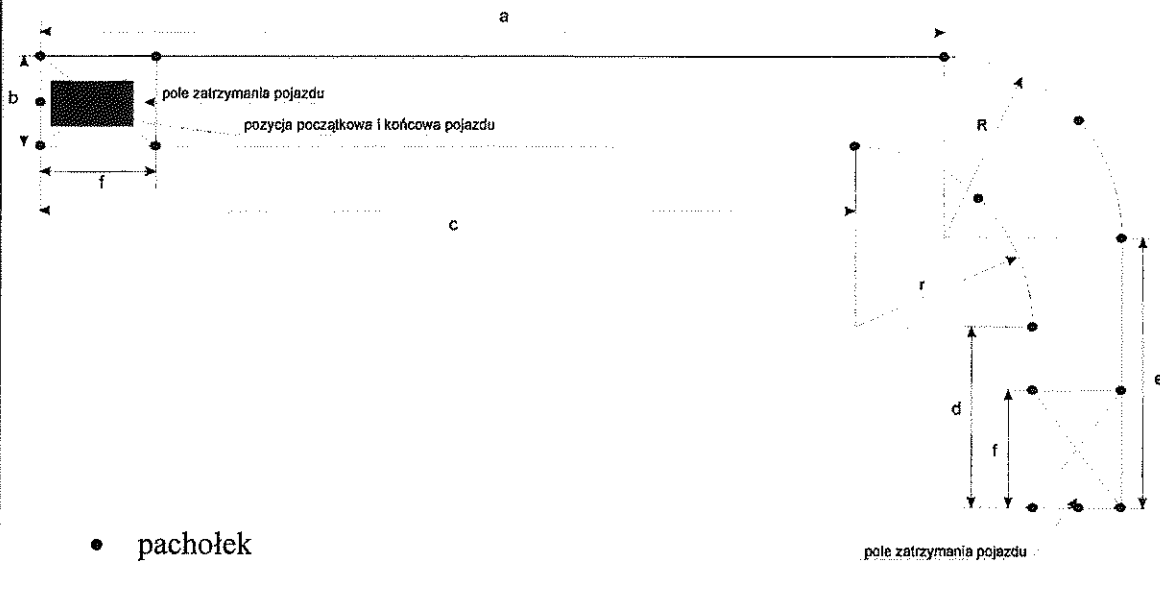 a
b
pole zatrzymania pojazdu
pozycja początkowa i końcowa pojazdu
R
f
c
r
d
e
f
pachołek
pole zatrzymania pojazdu